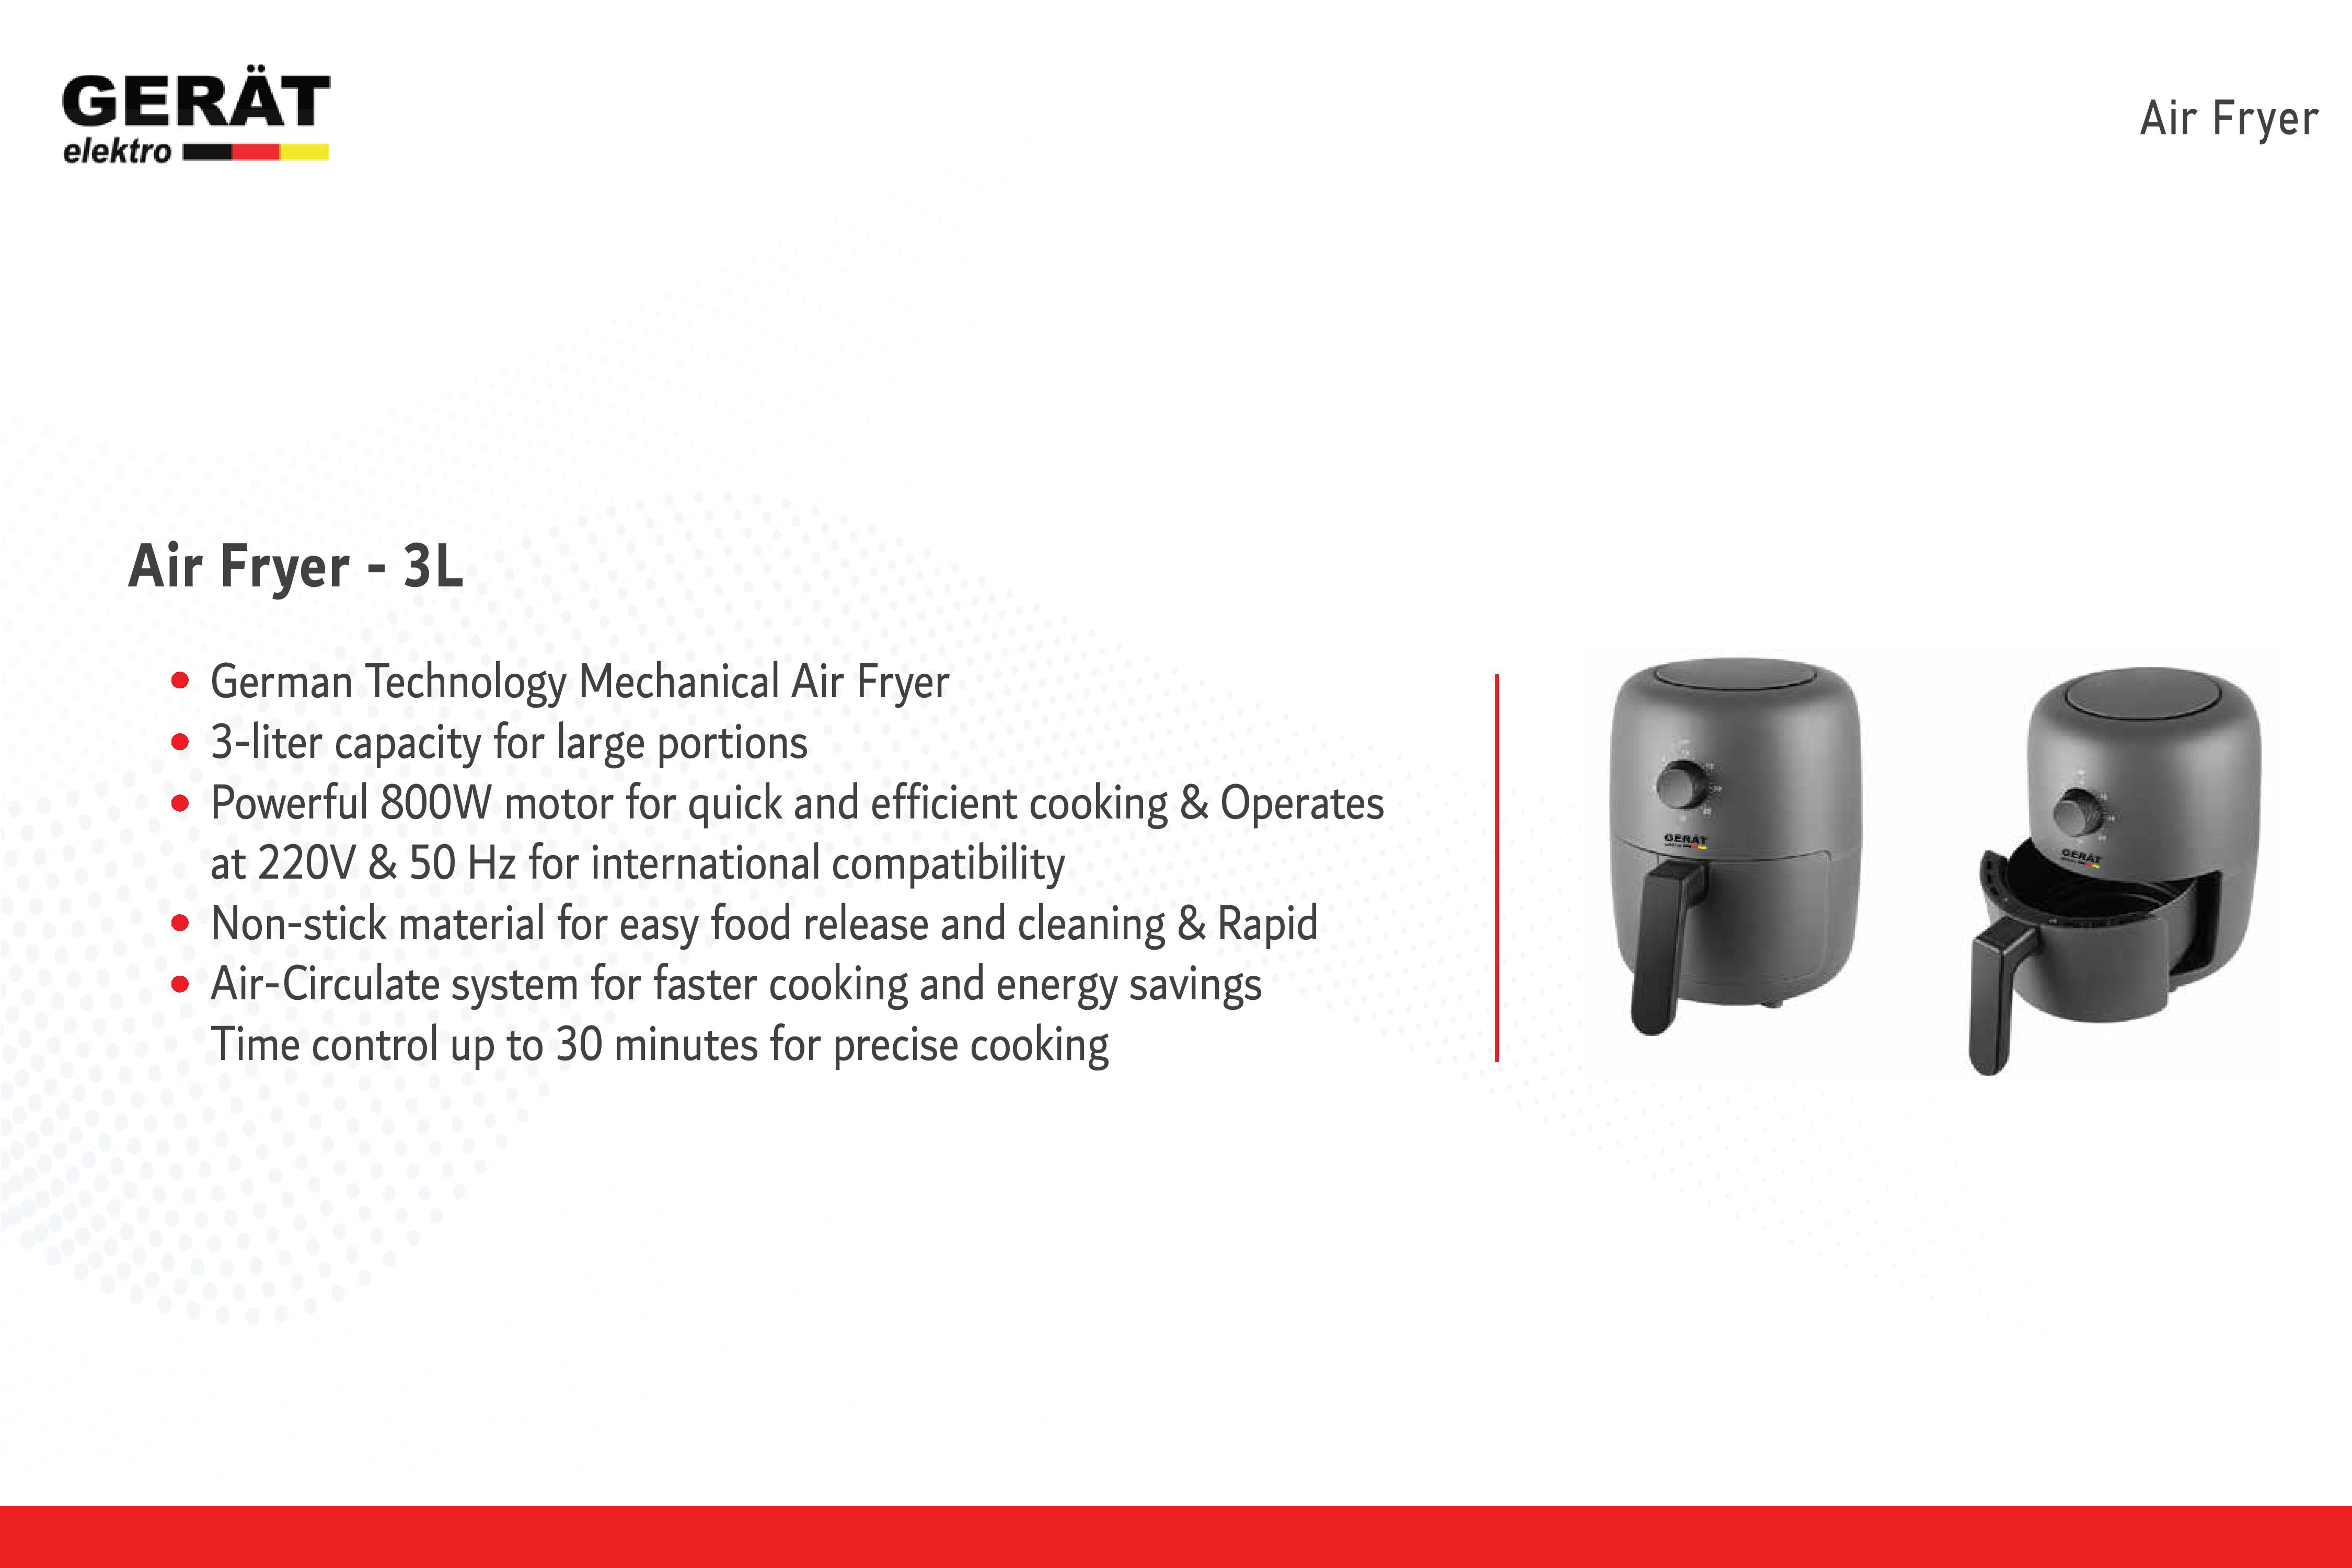 GERÄT
elektro
Air Fryer
Air Fryer - 3L
German Technology Mechanical Air Fryer
3-liter capacity for large portions
Powerful 800W motor for quick and efficient cooking & Operates
at 220V & 50 Hz for international compatibility
Non-stick material for easy food release and cleaning & Rapid
Air-Circulate system for faster cooking and energy savings
Time control up to 30 minutes for precise cooking
GERÄT
GERÄT